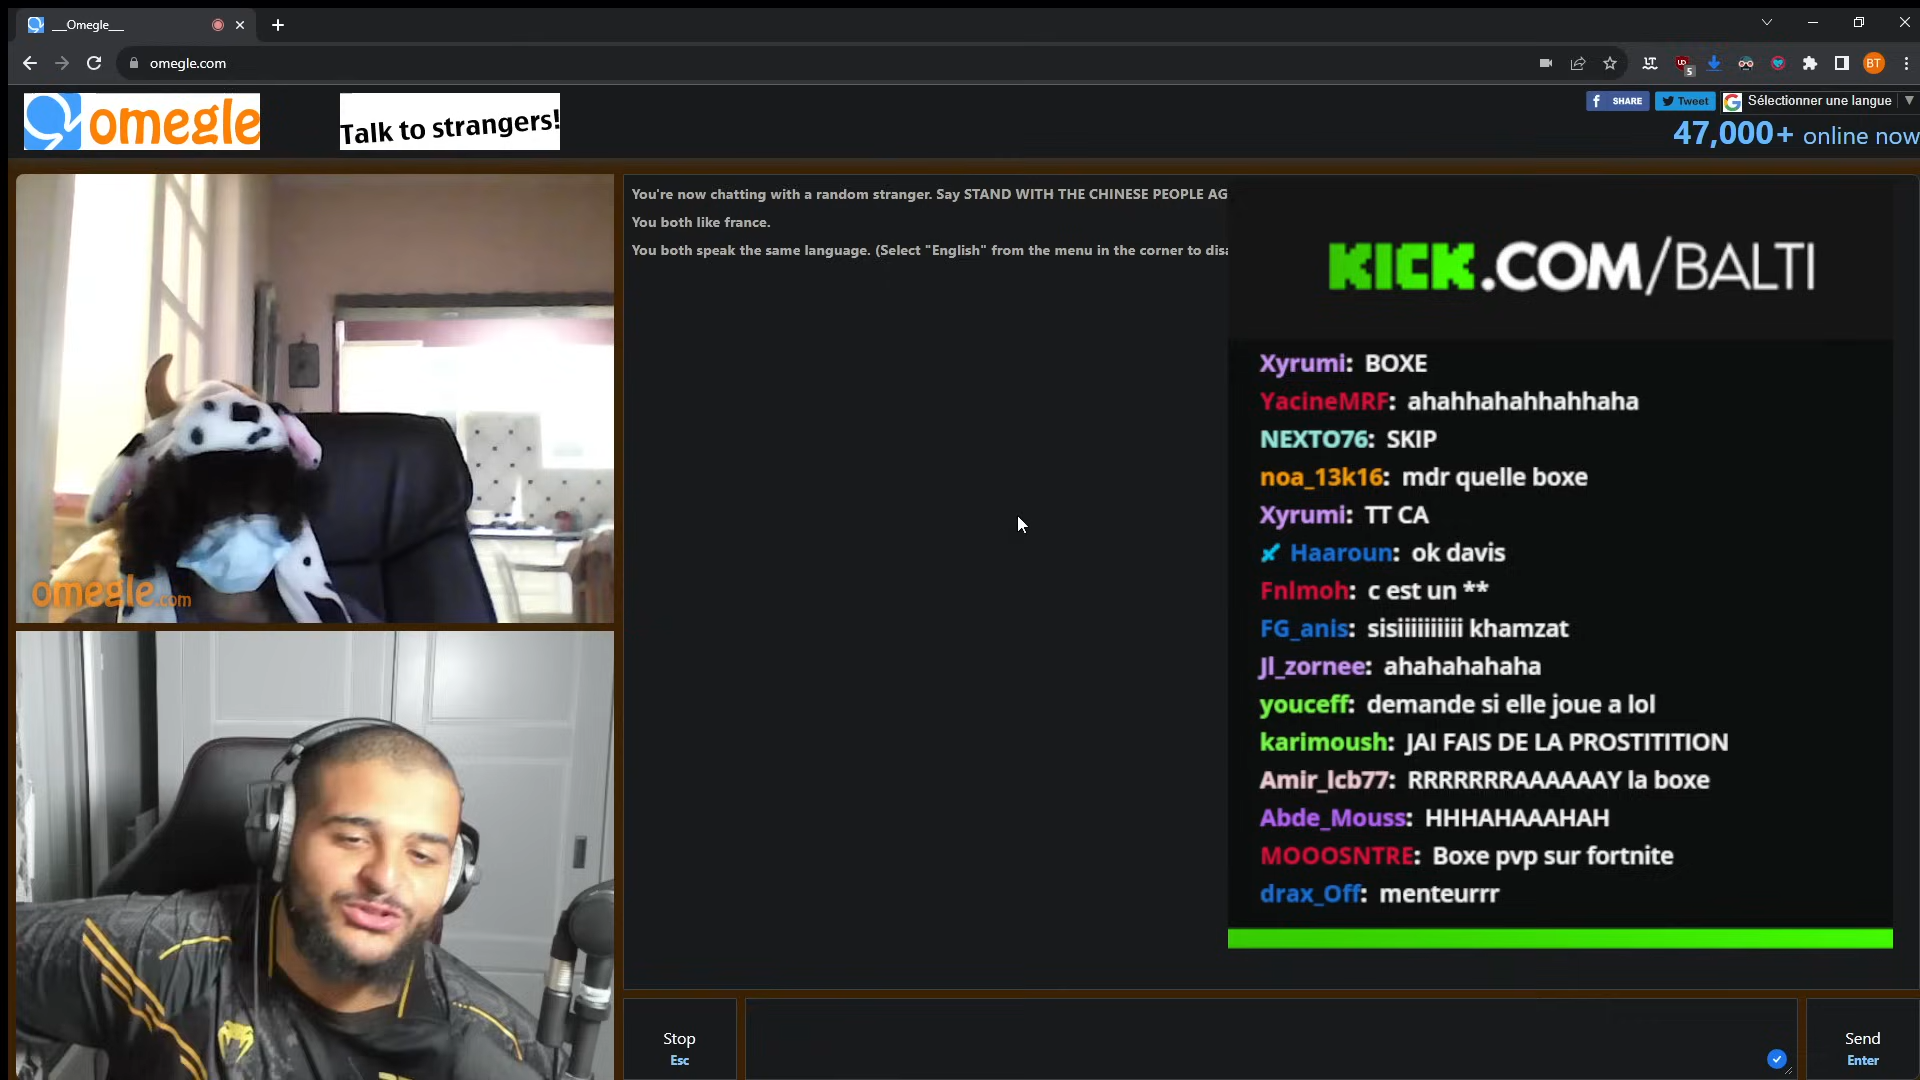 __Omegle__
omegle.com
BT
5
omegle
Talk to strangers!
SHARE
Tweet
Sélectionner une langue
47,000+ online now
You're now chatting with a random stranger. Say STAND WITH THE CHINESE PEOPLE AG
You both like france.
You both speak the same language. (Select "English" from the menu in the corner to disa
KICK.COM/BALTI
Xyrumi: BOXE
YacineMRF: ahahhahahhahhaha
NEXTO76: SKIP
noa_13k16: mdr quelle boxe
Xyrumi: TT CA
Haaroun: ok davis
Fnlmoh: c est un **
FG_anis: sisiiiiiiiiii khamzat
Jl_zornee: ahahahahaha
youceff: demande si elle joue a lol
karimoush: JAI FAIS DE LA PROSTITITION
Amir_lcb77: RRRRRRRAAAAAAY la boxe
Abde_Mouss: HHHAHAAAHAH
MOOOSNTRE: Boxe pvp sur fortnite
drax_Off: menteurrr
omegle.com
Stop
Esc
Send
Enter